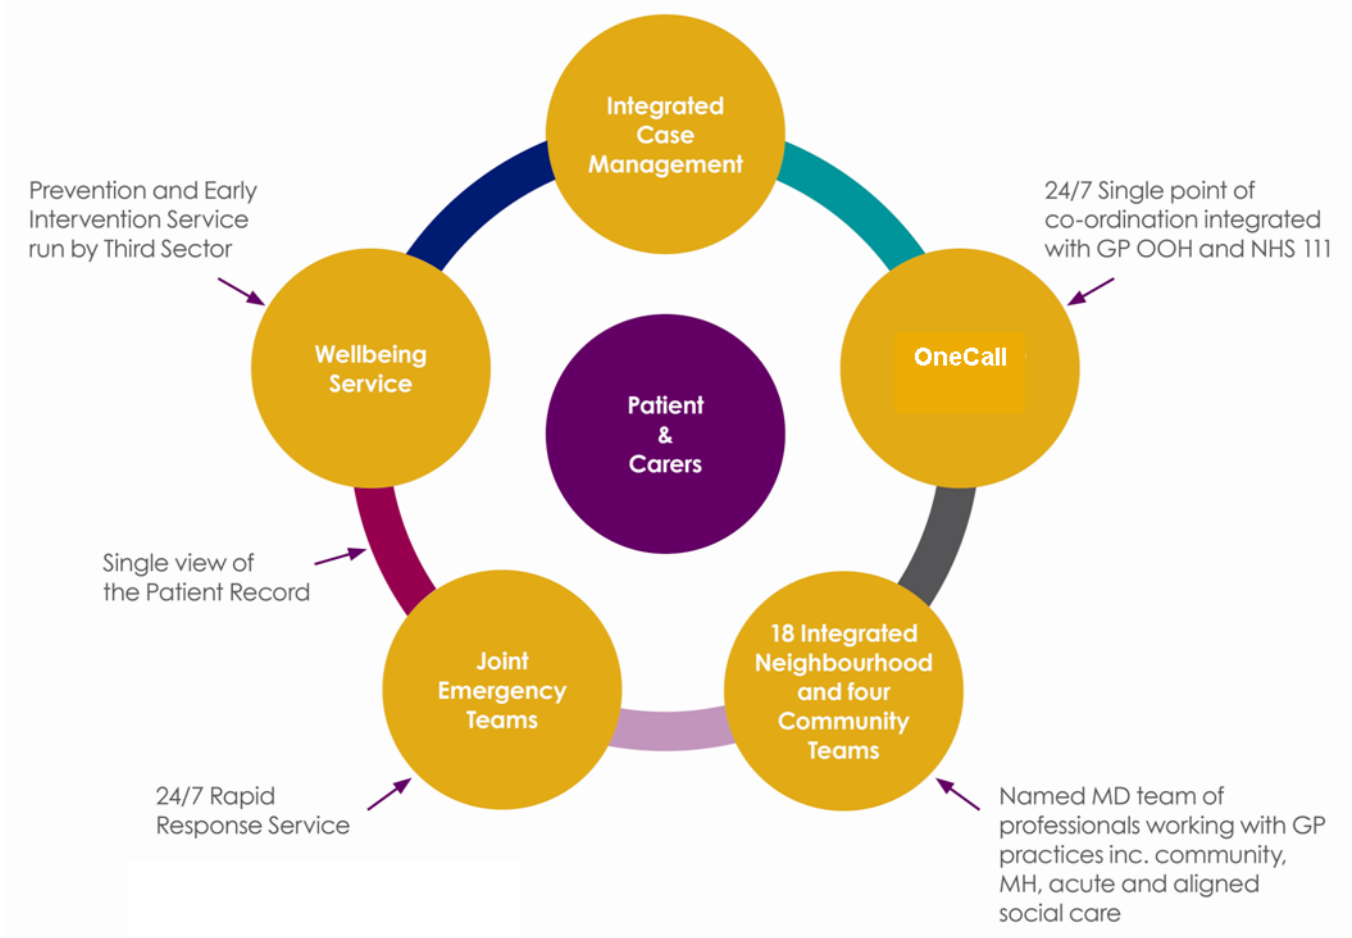 Integrated
Case
Management
Prevention and Early
Intervention Service
run by Third Sector
24/7 Single point of
co-ordination integrated
with GP OOH and NHS 111
Wellbeing
Service
OneCall
Patient
&
Carers
Single view of
the Patient Record
Joint
Emergency
Teams
18 Integrated
Neighbourhood
and four
Community
Teams
24/7 Rapid
Response Service
Named MD team of
professionals working with GP
practices inc. community,
MH, acute and aligned
social care